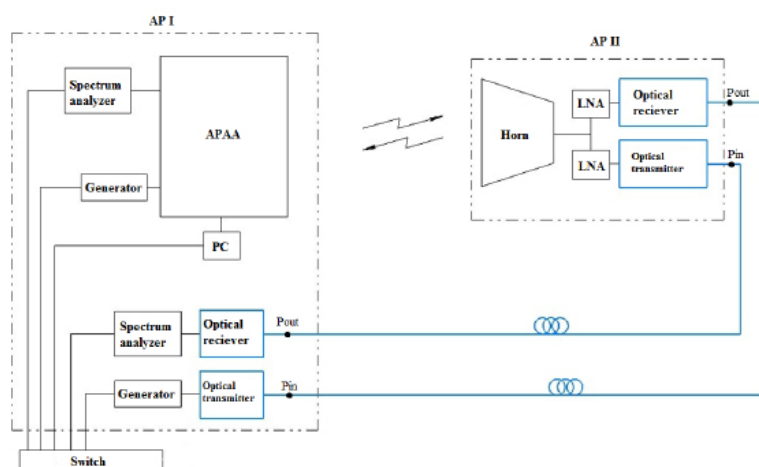 AP I
Spectrum
analyzer
APAA
Generator
PC
Spectrum
analyzer
Optical
reciever
Pout
Generator
Optical
transmitter
Pin
Switch
AP II
Horn
LNA
Optical
reciever
Pout
LNA
Optical
transmitter
Pin